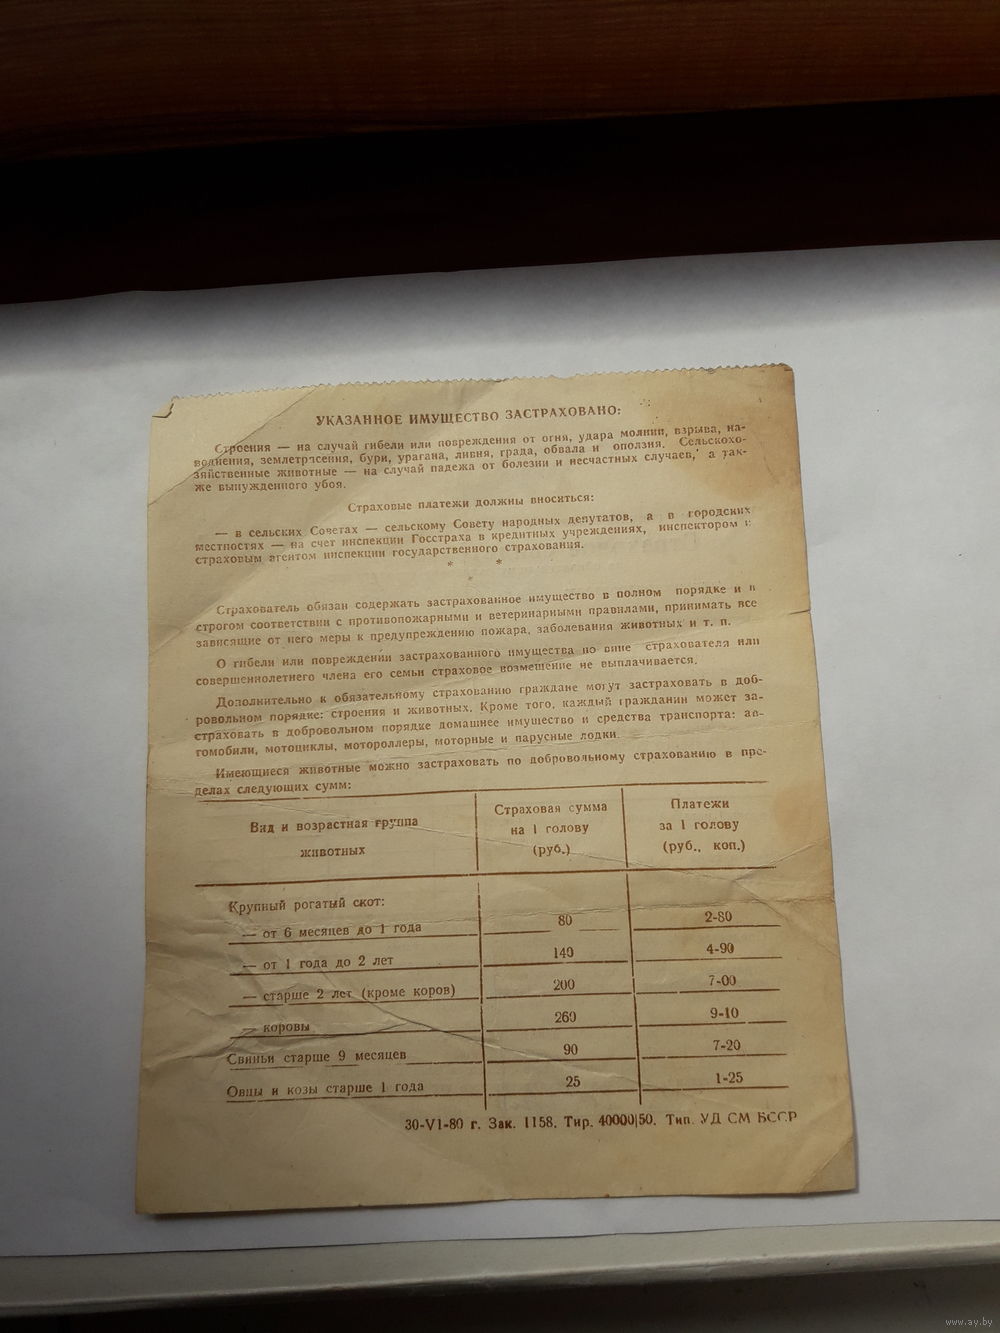 УКАЗАННОЕ ИМУЩЕСТВО ЗАСТРАХОВАНО:
Строения — на случай гибели или повреждения от огня, удара молнии, взрыва, на-
воднения, землетрясения, бури, урагана, ливня, града, обвала и оползня. Сельскохо-
зяйственные животные — на случай падежа от болезни и несчастных случаев, а так-
же вынужденного убоя.
Страховые платежи должны вноситься:
— в сельских Советах — сельскому Совету народных депутатов, а в городских
местностях — на счет инспекции Госстраха в кредитных учреждениях, инспектором и
страховым агентом инспекции государственного страхования.
* *
*
Страхователь обязан содержать застрахованное имущество в полном порядке и в
строгом соответствии с противопожарными и ветеринарными правилами, принимать все
зависящие от него меры к предупреждению пожара, заболевания животных и т. п.
О гибели или повреждении застрахованного имущества по вине страхователя или
совершеннолетнего члена его семьи страховое возмещение не выплачивается.
Дополнительно к обязательному страхованию граждане могут застраховать в доб-
ровольном порядке: строения и животных. Кроме того, каждый гражданин может за-
страховать в добровольном порядке домашнее имущество и средства транспорта: ав-
томобили, мотоциклы, мотороллеры, моторные и парусные лодки.
Имеющиеся животные можно застраховать по добровольному страхованию в пре-
делах следующих сумм:
Вид и возрастная группа
животных
Страховая сумма
на 1 голову
(руб.)
Платежи
за 1 голову
(руб., коп.)
Крупный рогатый скот:
— от 6 месяцев до 1 года 80 2-80
— от 1 года до 2 лет 140 4-90
— старше 2 лет (кроме коров) 200 7-00
— коровы 260 9-10
Свиньи старше 9 месяцев 90 7-20
Овцы и козы старше 1 года 25 1-25
30-VI-80 г. Зак. 1158. Тир. 40000|50. Тип. УД СМ БССР
www.ay.by